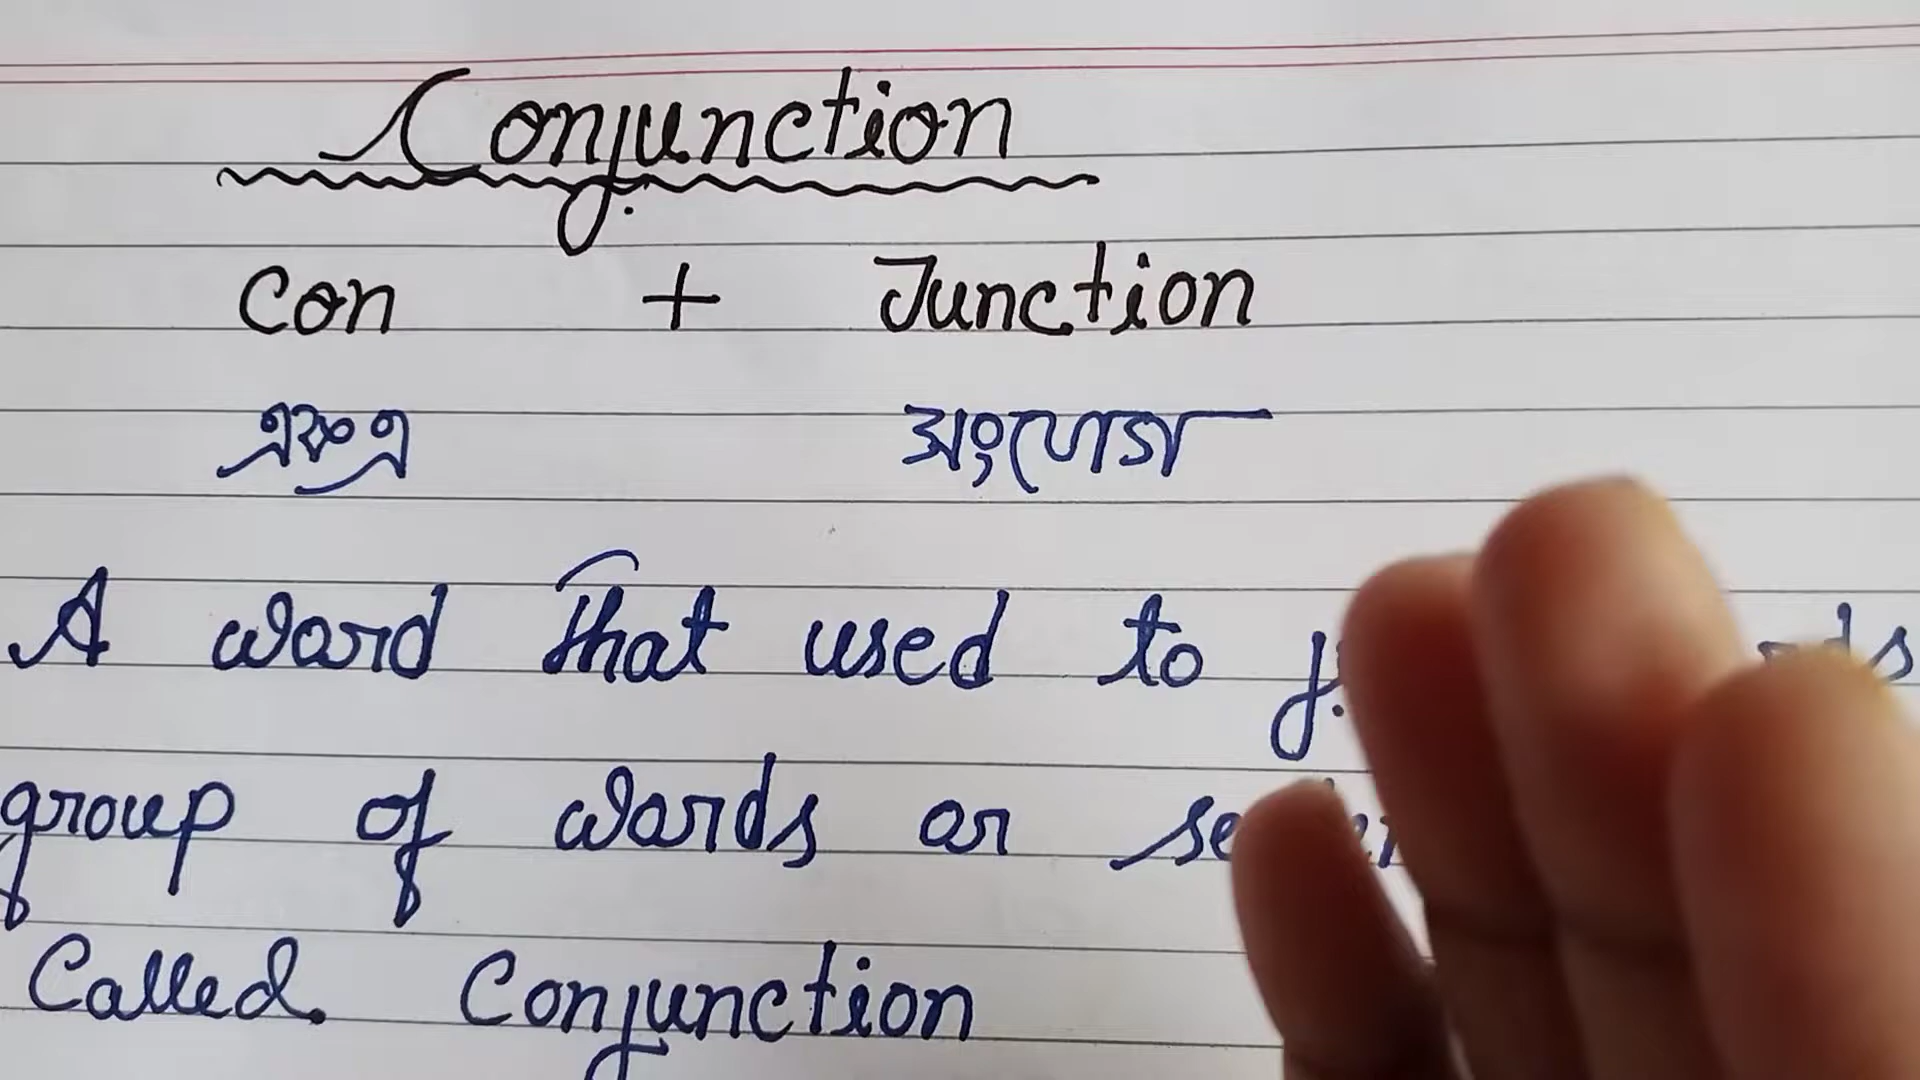 Conjunction
Con + Junction
একত্র সংযোগ
A word That used to
group of words or
Called Conjunction